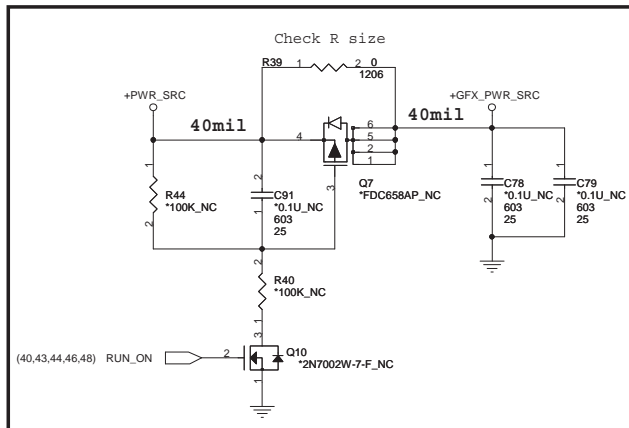 Check R size
R39 1 2 0
1206
+PWR_SRC
+GFX_PWR_SRC
40mil
40mil
4
6
5
2
1
3
Q7
*FDC658AP_NC
1
R44
*100K_NC
2
2
C91
*0.1U_NC
1
603
25
1
C78
*0.1U_NC
2
603
25
1
C79
*0.1U_NC
2
603
25
2
R40
*100K_NC
1
3
Q10
*2N7002W-7-F_NC
(40,43,44,46,48) RUN_ON
2
1